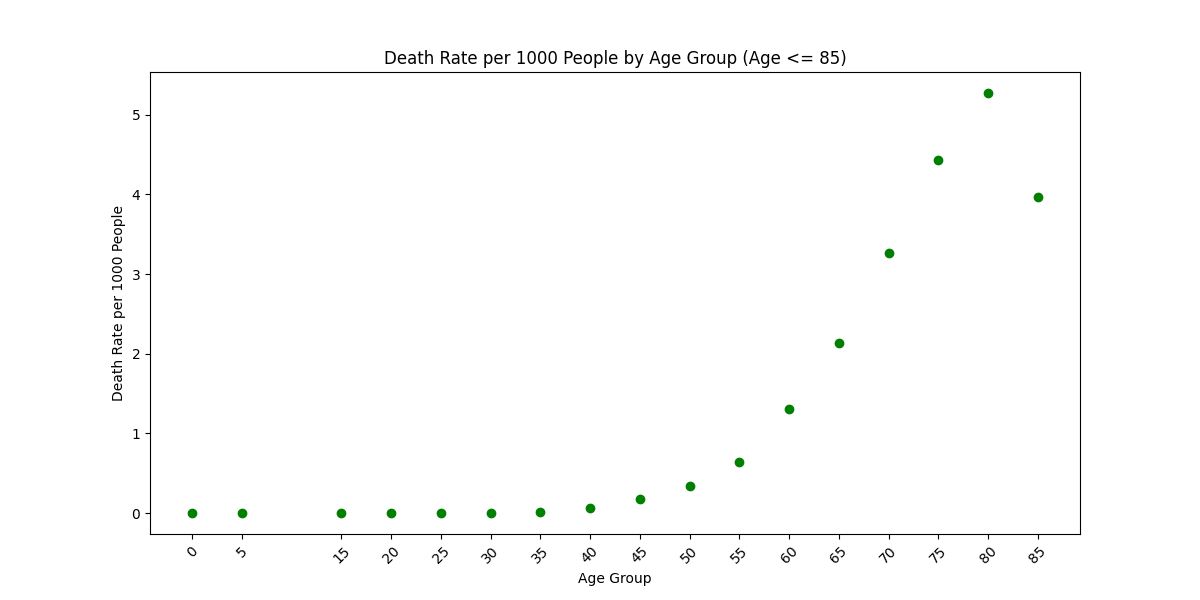 Death Rate per 1000 People by Age Group (Age <= 85)
Death Rate per 1000 People
5
4
3
2
1
0
0 5 15 20 25 30 35 40 45 50 55 60 65 70 75 80 85
Age Group